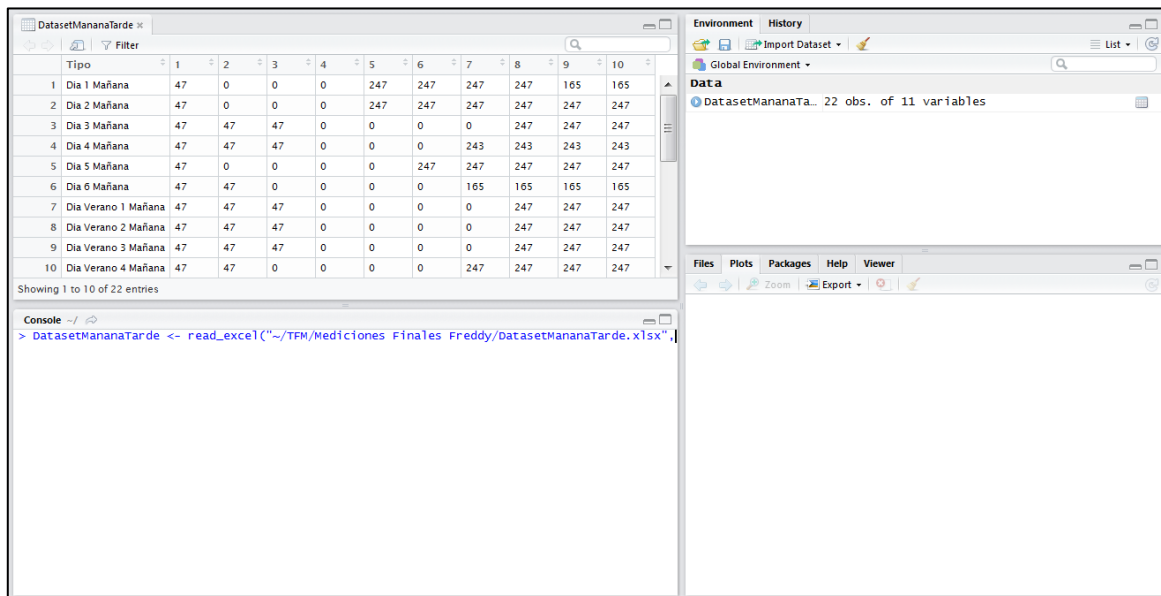 DatasetMananaTarde
Filter
Tipo 1 2 3 4 5 6 7 8 9 10
1 Dia 1 Mañana 47 0 0 0 247 247 247 247 165 165
2 Dia 2 Mañana 47 0 0 0 247 247 247 247 247 247
3 Dia 3 Mañana 47 47 47 0 0 0 0 247 247 247
4 Dia 4 Mañana 47 47 47 0 0 0 243 243 243 243
5 Dia 5 Mañana 47 0 0 0 0 247 247 247 247 247
6 Dia 6 Mañana 47 47 0 0 0 0 165 165 165 165
7 Dia Verano 1 Mañana 47 47 47 0 0 0 0 247 247 247
8 Dia Verano 2 Mañana 47 47 47 0 0 0 0 247 247 247
9 Dia Verano 3 Mañana 47 47 47 0 0 0 0 247 247 247
10 Dia Verano 4 Mañana 47 47 0 0 0 0 247 247 247 247
Showing 1 to 10 of 22 entries
Console ~/
> DatasetMananaTarde <- read_excel("~/TFM/Mediciones Finales Freddy/DatasetMananaTarde.xlsx",
Environment History
Import Dataset List
Global Environment
Data
DatasetMananaTa… 22 obs. of 11 variables
Files Plots Packages Help Viewer
Zoom Export